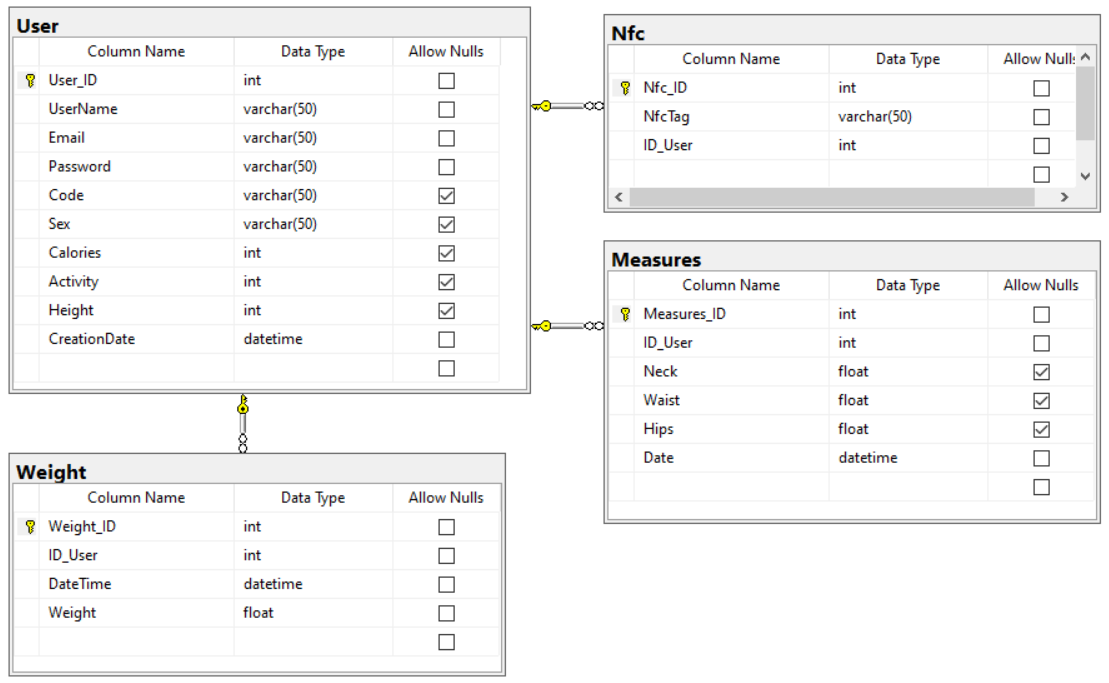 User
Column Name Data Type Allow Nulls
User_ID int
UserName varchar(50)
Email varchar(50)
Password varchar(50)
Code varchar(50)
Sex varchar(50)
Calories int
Activity int
Height int
CreationDate datetime
Nfc
Column Name Data Type Allow Nulls
Nfc_ID int
NfcTag varchar(50)
ID_User int
Measures
Column Name Data Type Allow Nulls
Measures_ID int
ID_User int
Neck float
Waist float
Hips float
Date datetime
Weight
Column Name Data Type Allow Nulls
Weight_ID int
ID_User int
DateTime datetime
Weight float